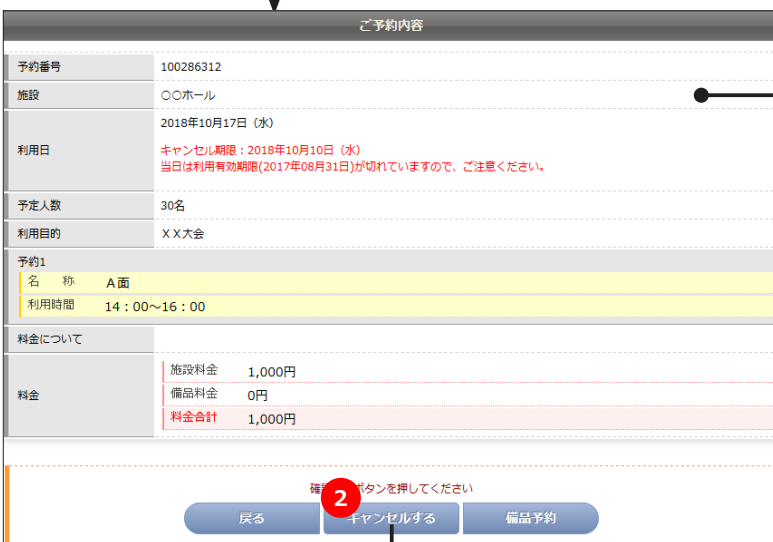 ご予約内容
予約番号 100286312
施設 ○○ホール
利用日 2018年10月17日（水）
キャンセル期限：2018年10月10日（水）
当日は利用有効期限(2017年08月31日)が切れていますので、ご注意ください。
予定人数 30名
利用目的 ＸＸ大会
予約1
名　称 Ａ面
利用時間 14：00～16：00
料金について
料金 施設料金 1,000円
備品料金 0円
料金合計 1,000円
ボタンを押してください
2
戻る キャンセルする 備品予約